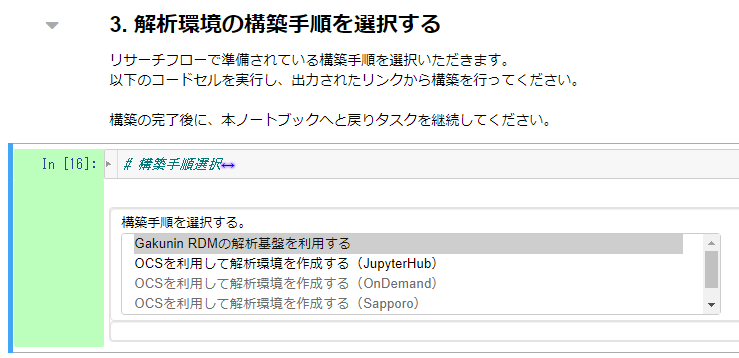 3. 解析環境の構築手順を選択する
リサーチフローで準備されている構築手順を選択いただきます。
以下のコードセルを実行し、出力されたリンクから構築を行ってください。
構築の完了後に、本ノートブックへと戻りタスクを継続してください。
In [16]: # 構築手順選択↔
構築手順を選択する。
Gakunin RDMの解析基盤を利用する
OCSを利用して解析環境を作成する（JupyterHub）
OCSを利用して解析環境を作成する（OnDemand）
OCSを利用して解析環境を作成する（Sapporo）